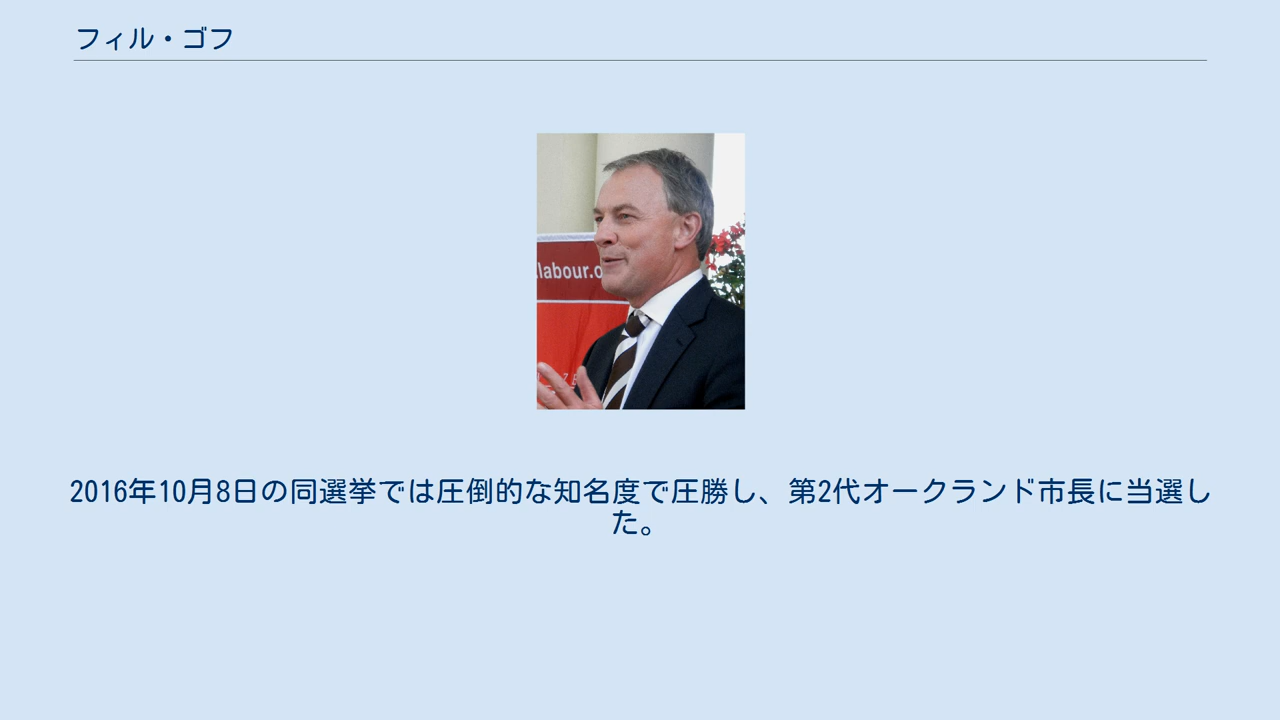 フィル・ゴフ
labour.o
2016年10月8日の同選挙では圧倒的な知名度で圧勝し、第2代オークランド市長に当選し
た。